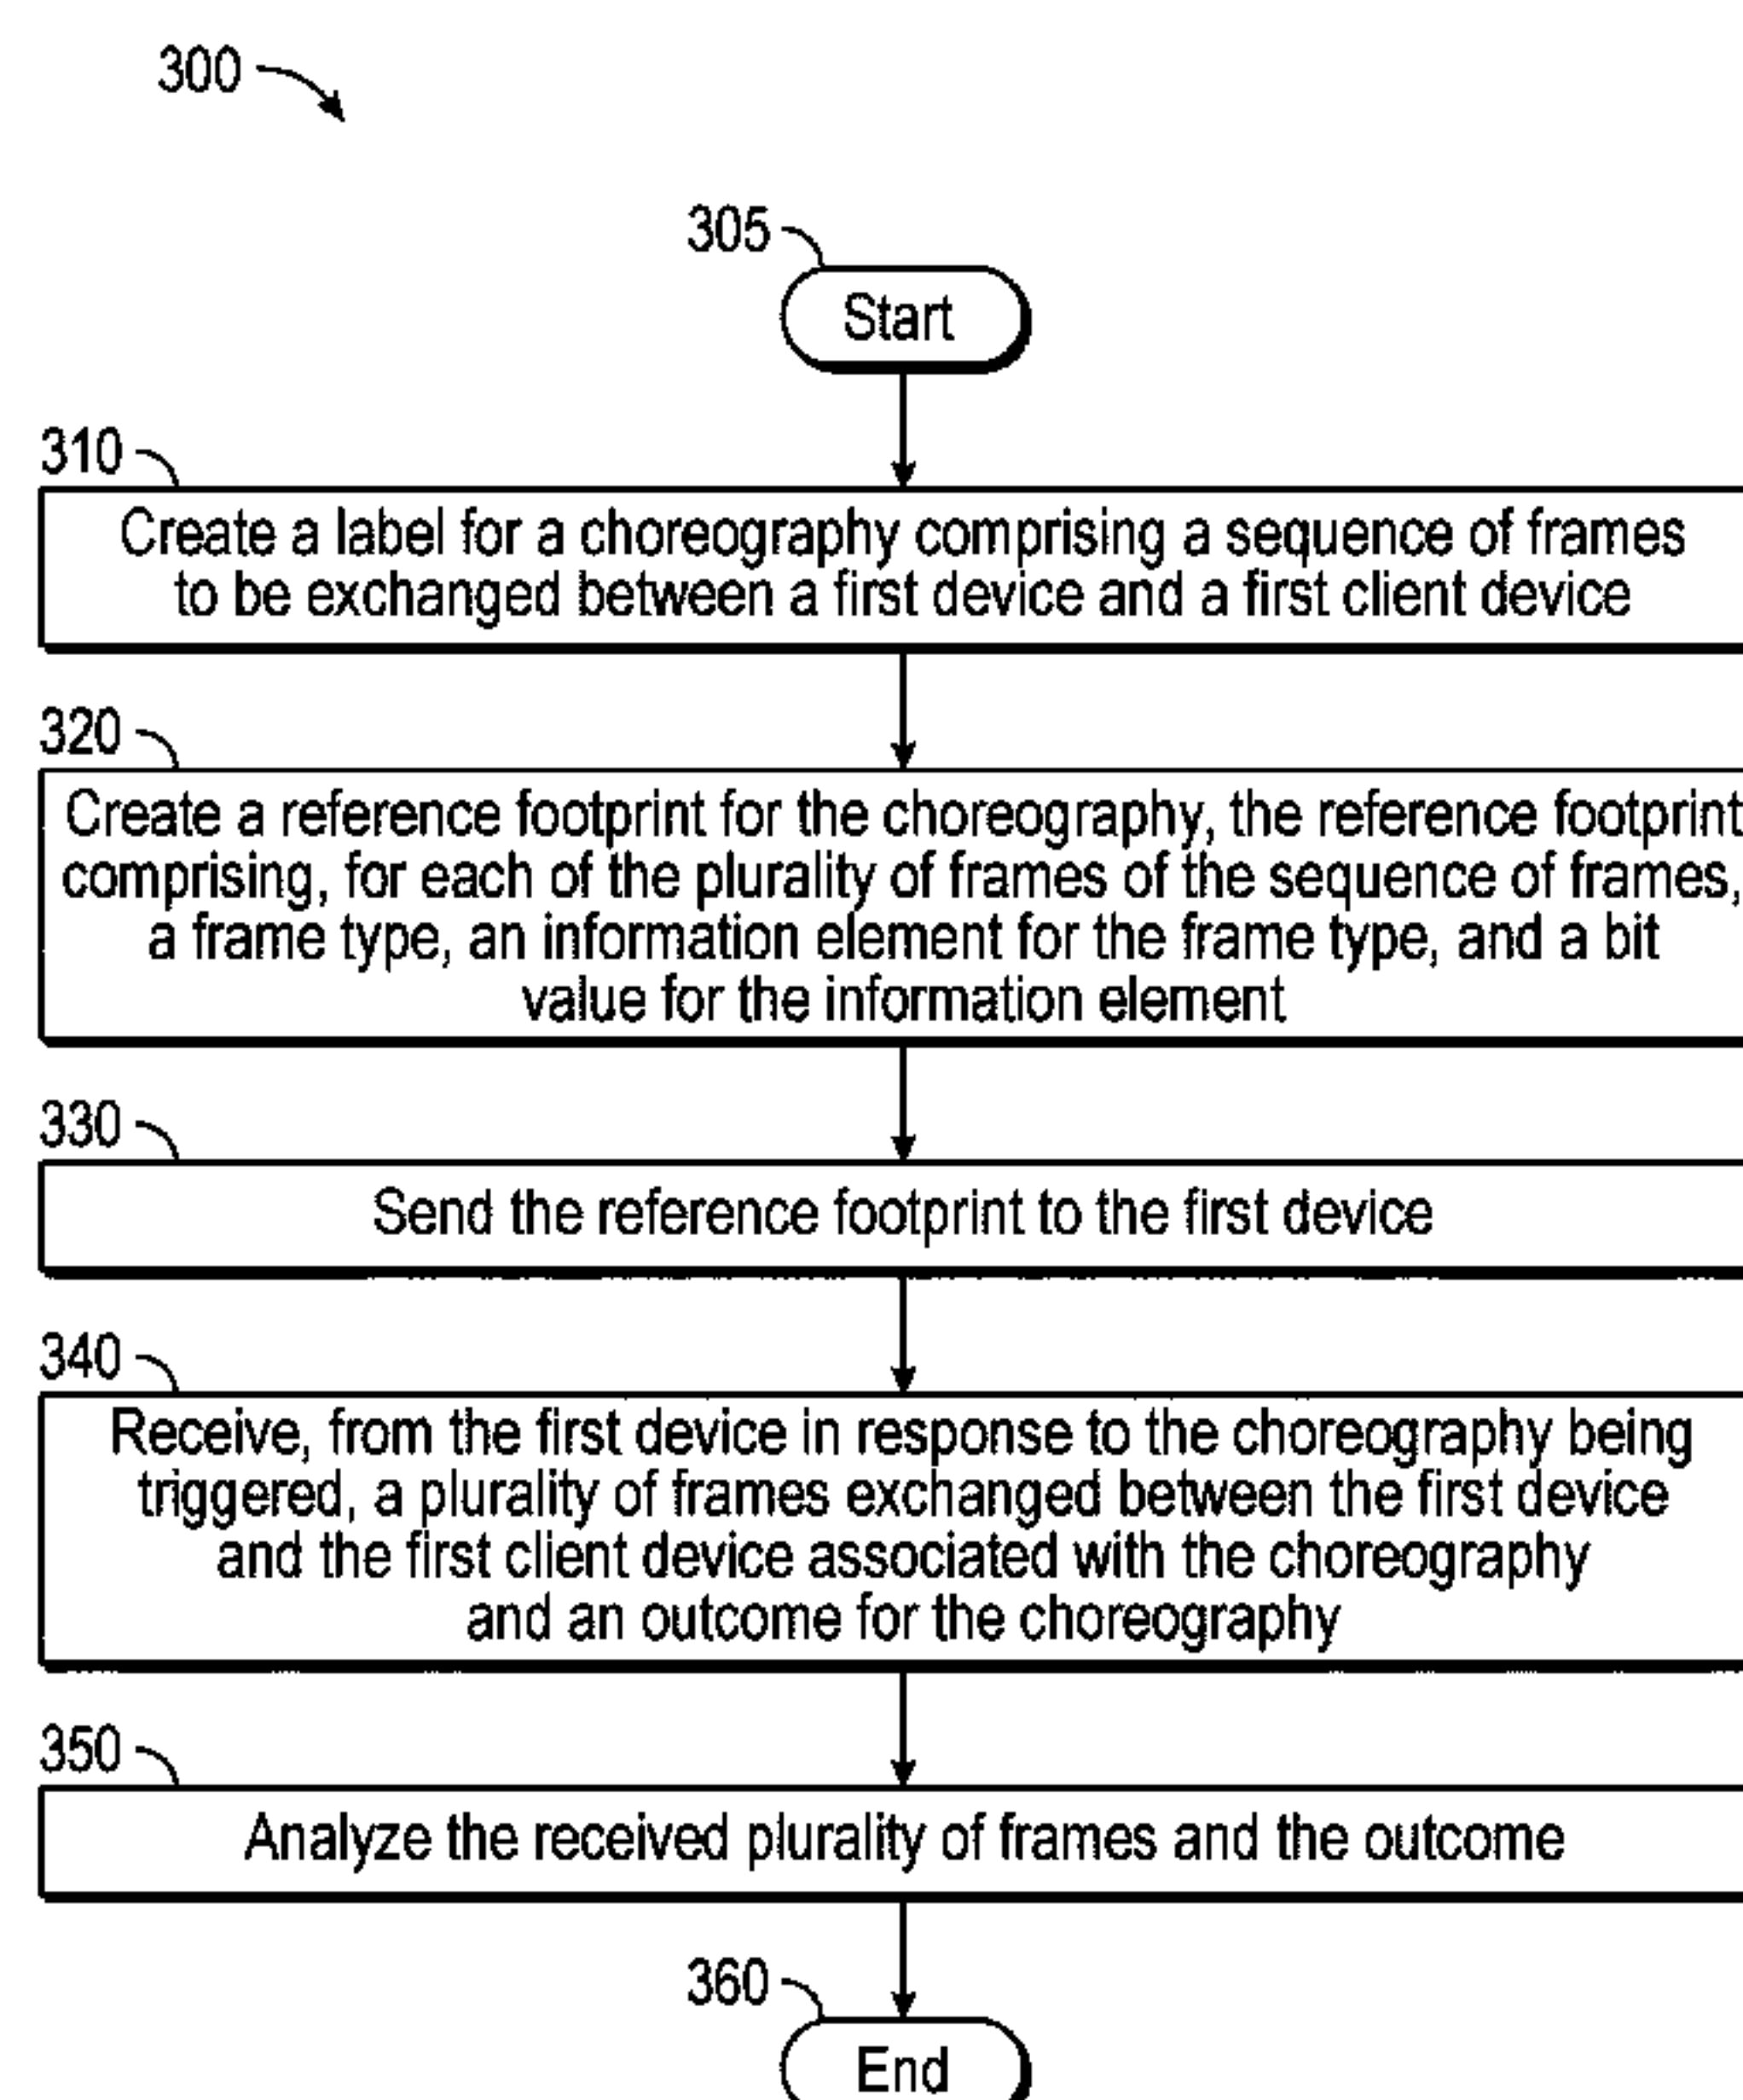 300
305
Start
310
Create a label for a choreography comprising a sequence of frames
to be exchanged between a first device and a first client device
320
Create a reference footprint for the choreography, the reference footprint
comprising, for each of the plurality of frames of the sequence of frames,
a frame type, an information element for the frame type, and a bit
value for the information element
330
Send the reference footprint to the first device
340
Receive, from the first device in response to the choreography being
triggered, a plurality of frames exchanged between the first device
and the first client device associated with the choreography
and an outcome for the choreography
350
Analyze the received plurality of frames and the outcome
360
End